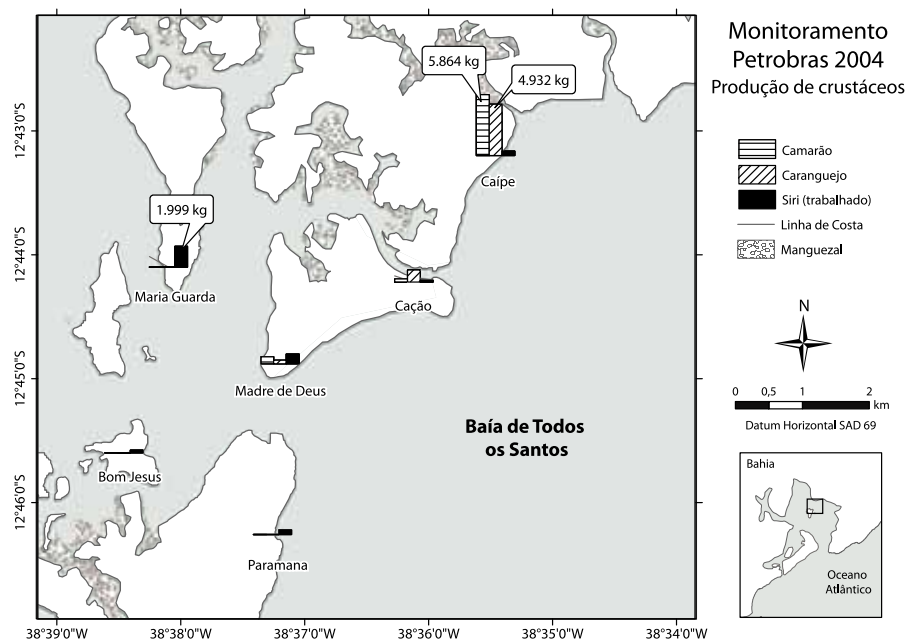 Monitoramento
Petrobras 2004
Produção de crustáceos
Camarão
Caranguejo
Siri (trabalhado)
Linha de Costa
Manguezal
N
0 0,5 1 2
km
Datum Horizontal SAD 69
Bahia
Oceano
Atlântico
5.864 kg
4.932 kg
Caípe
1.999 kg
Maria Guarda
Cação
Madre de Deus
Baía de Todos
os Santos
Bom Jesus
Paramana
12°43'0"S
12°44'0"S
12°45'0"S
12°46'0"S
38°39'0"W 38°38'0"W 38°37'0"W 38°36'0"W 38°35'0"W 38°34'0"W